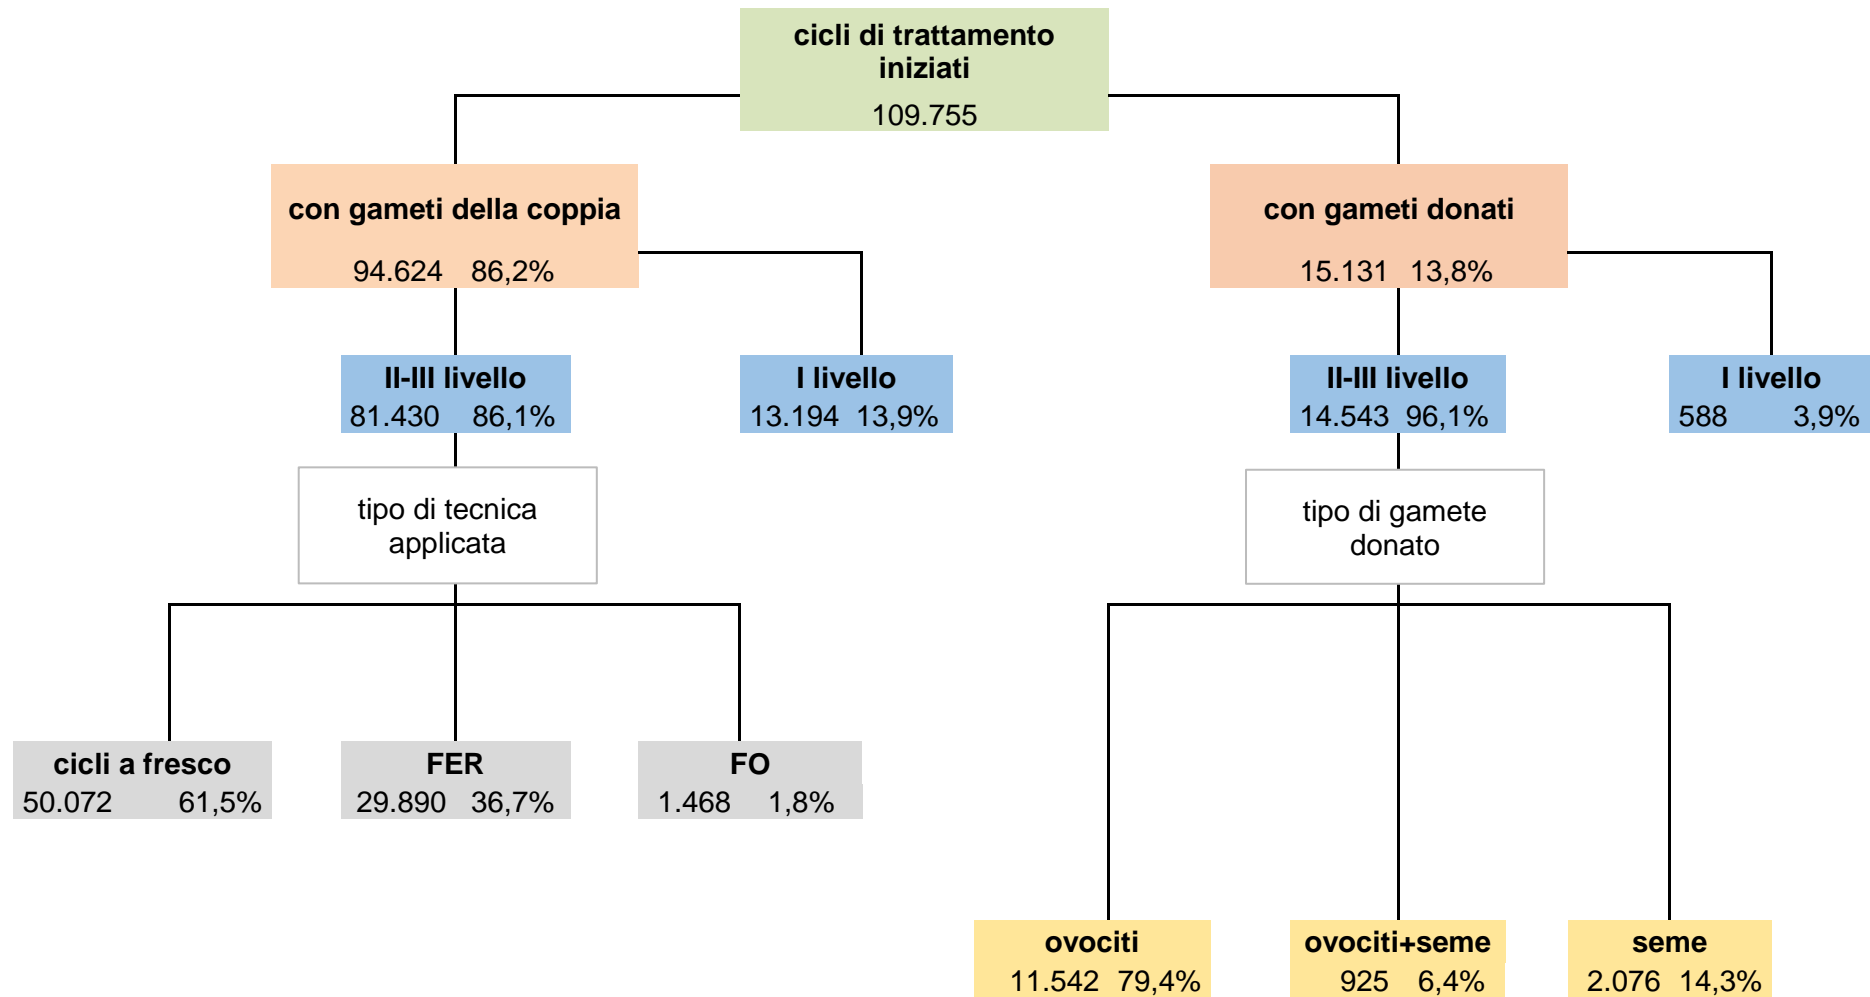 cicli di trattamento
iniziati
109.755
con gameti della coppia
94.624 86,2%
con gameti donati
15.131 13,8%
II-III livello
81.430 86,1%
I livello
13.194 13,9%
II-III livello
14.543 96,1%
I livello
588 3,9%
tipo di tecnica
applicata
tipo di gamete
donato
cicli a fresco
50.072 61,5%
FER
29.890 36,7%
FO
1.468 1,8%
ovociti
11.542 79,4%
ovociti+seme
925 6,4%
seme
2.076 14,3%